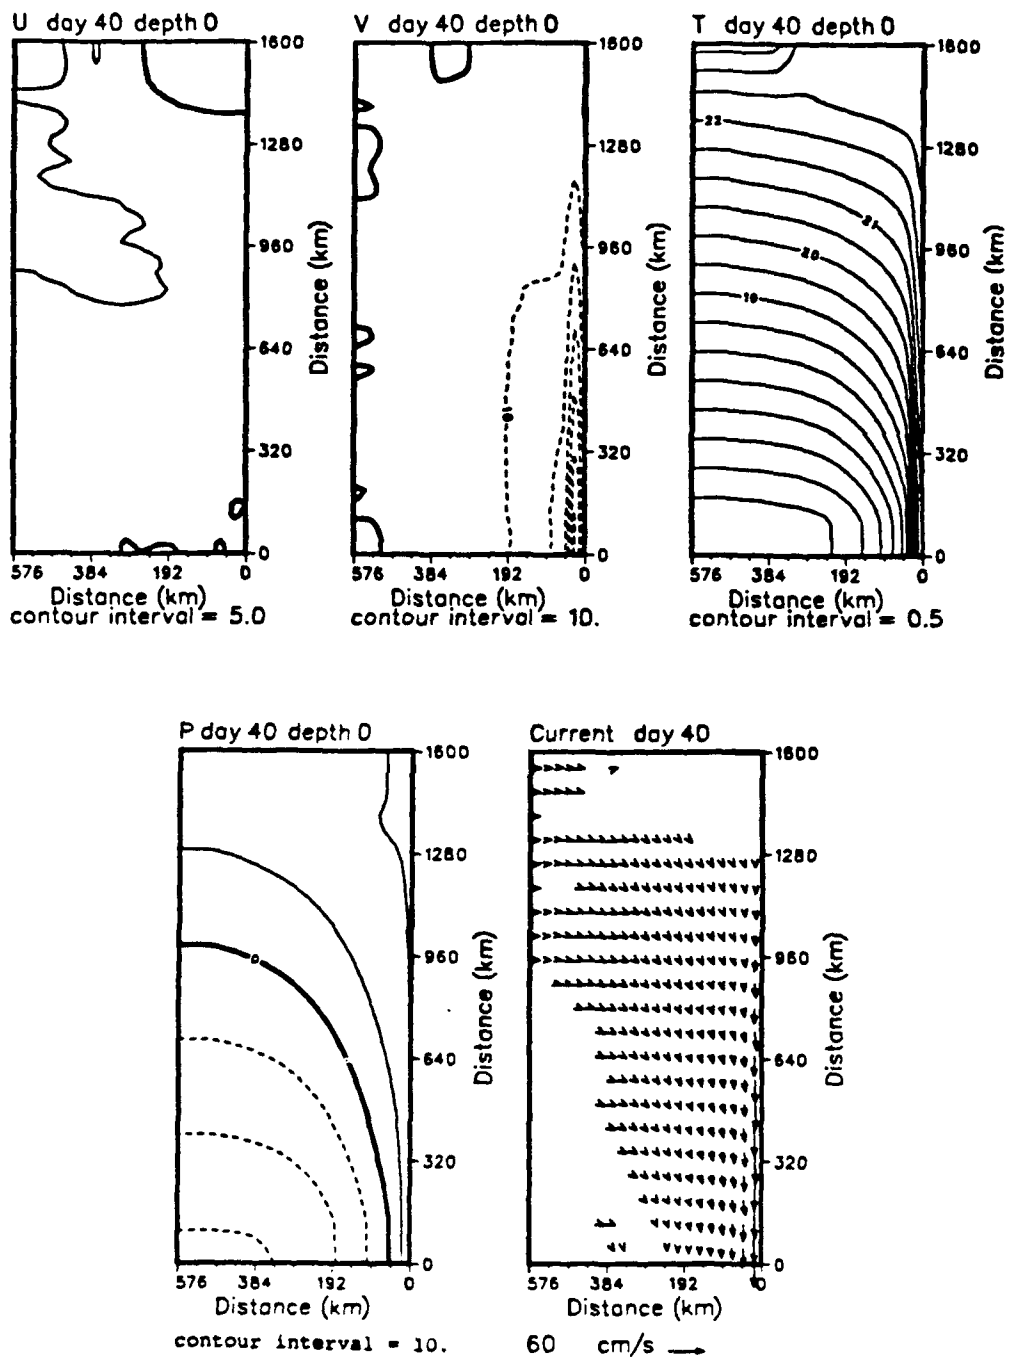 U day 40 depth 0
V day 40 depth 0
T day 40 depth 0
1600
1280
960
640
320
0
576 384 192 0
Distance (km)
Distance (km)
contour interval = 5.0
1600
1280
960
640
320
0
10
576 384 192 0
Distance (km)
Distance (km)
contour interval = 10.
1600
1280
960
640
320
0
22
21
20
19
576 384 192 0
Distance (km)
Distance (km)
contour interval = 0.5
P day 40 depth 0
Current day 40
1600
1280
960
640
320
0
0
576 384 192 0
Distance (km)
Distance (km)
contour interval = 10.
1600
1280
960
640
320
0
576 384 192 0
Distance (km)
Distance (km)
60 cm/s